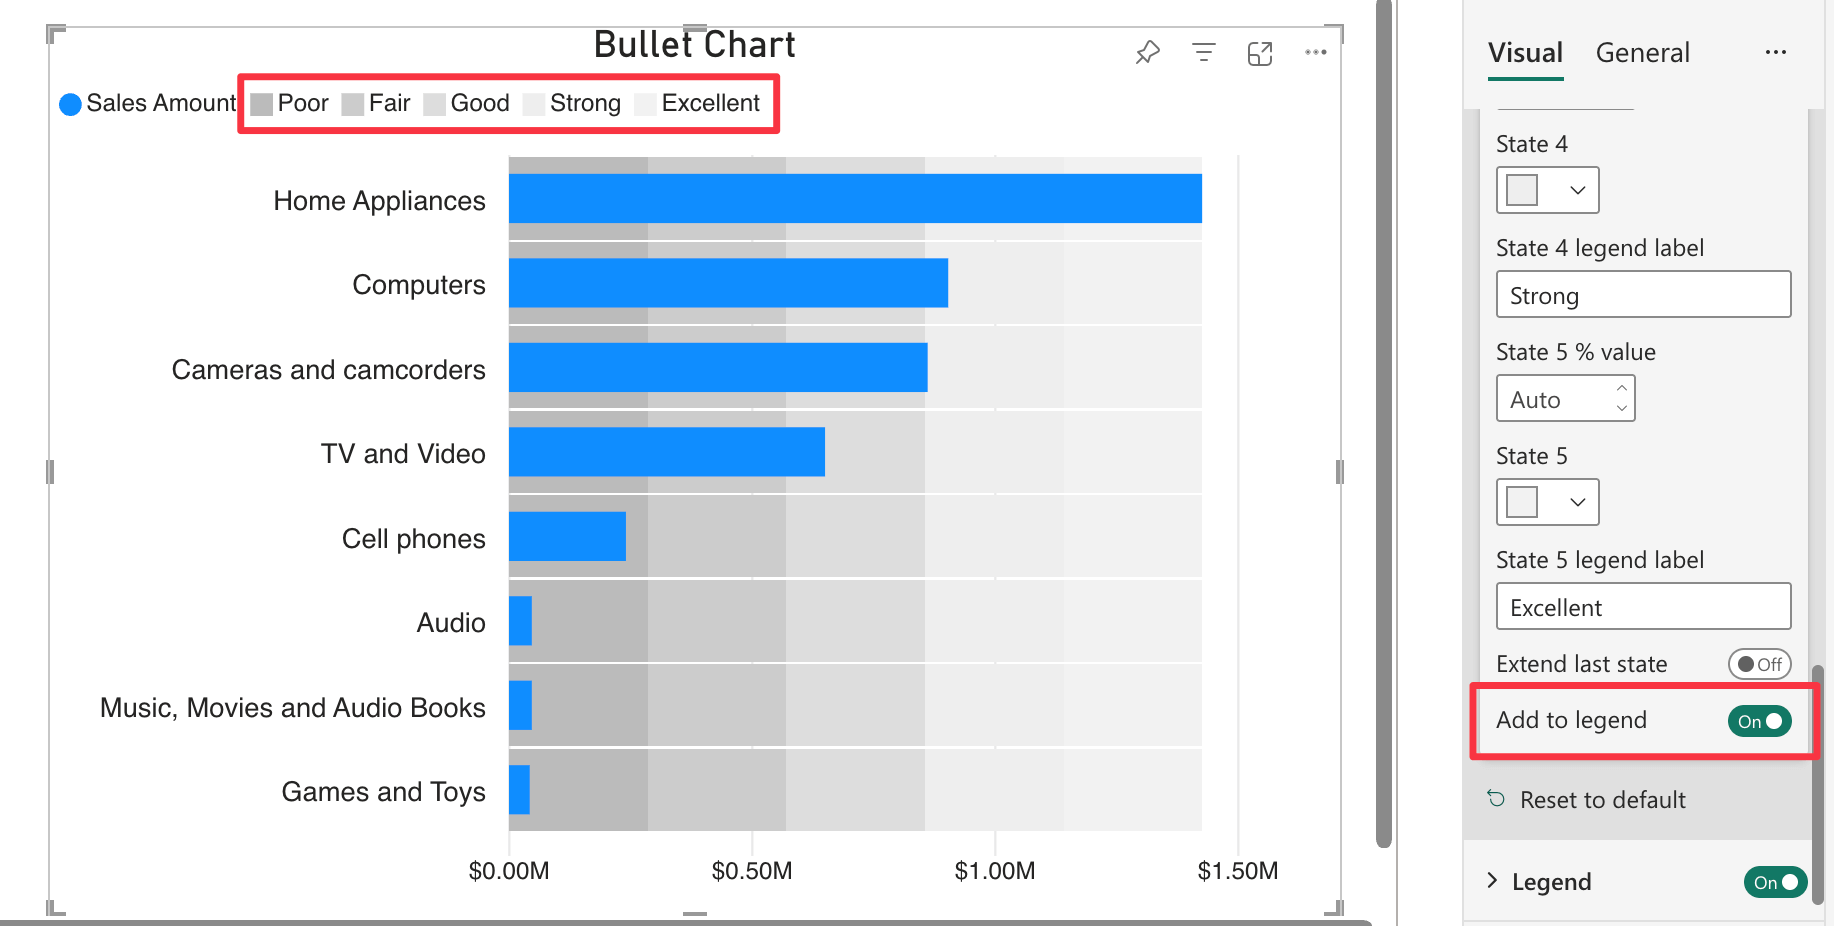 Bullet Chart
Sales Amount Poor Fair Good Strong Excellent
Home Appliances
Computers
Cameras and camcorders
TV and Video
Cell phones
Audio
Music, Movies and Audio Books
Games and Toys
$0.00M $0.50M $1.00M $1.50M
Visual General
State 4
State 4 legend label
Strong
State 5 % value
Auto
State 5
State 5 legend label
Excellent
Extend last state Off
Add to legend On
Reset to default
Legend On